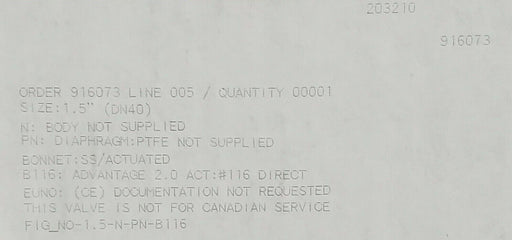 203210
916073
ORDER 916073 LINE 005 / QUANTITY 00001
SIZE:1.5" (DN40)
N: BODY NOT SUPPLIED
PN: DIAPHRAGM:PTFE NOT SUPPLIED
BONNET:SS/ACTUATED
B116: ADVANTAGE 2.0 ACT:#116 DIRECT
EUNO: (CE) DOCUMENTATION NOT REQUESTED
THIS VALVE IS NOT FOR CANADIAN SERVICE
FIG_NO-1.5-N-PN-B116